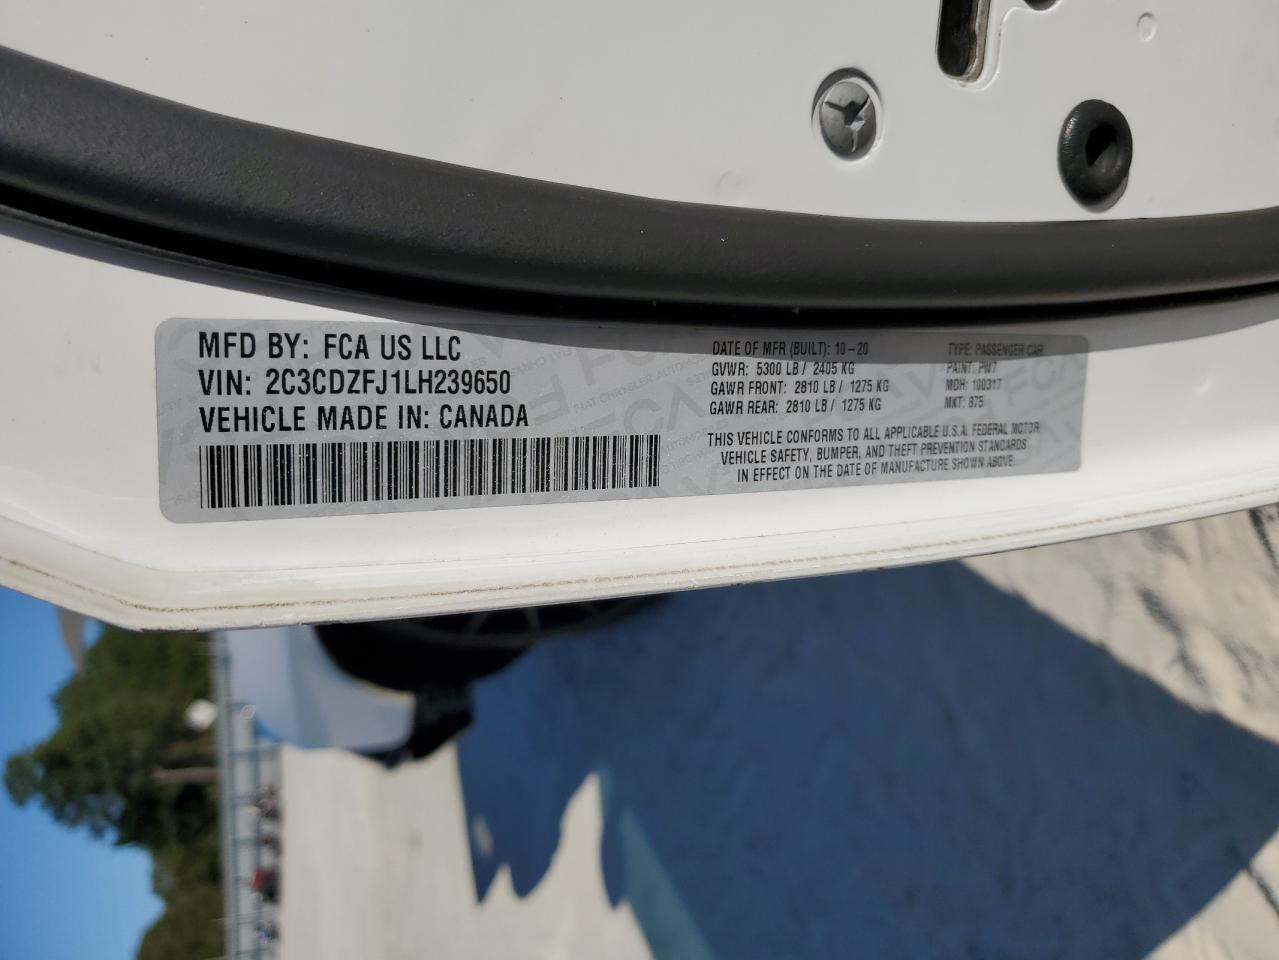 MFD BY: FCA US LLC
VIN: 2C3CDZFJ1LH239650
VEHICLE MADE IN: CANADA
DATE OF MFR (BUILT): 10-20
GVWR: 5300 LB / 2405 KG
GAWR FRONT: 2810 LB / 1275 KG
GAWR REAR: 2810 LB / 1275 KG
TYPE: PASSENGER CAR
PAINT: PW7
MDH: 100317
MKT: 875
THIS VEHICLE CONFORMS TO ALL APPLICABLE U.S.A. FEDERAL MOTOR
VEHICLE SAFETY, BUMPER, AND THEFT PREVENTION STANDARDS
IN EFFECT ON THE DATE OF MANUFACTURE SHOWN ABOVE.